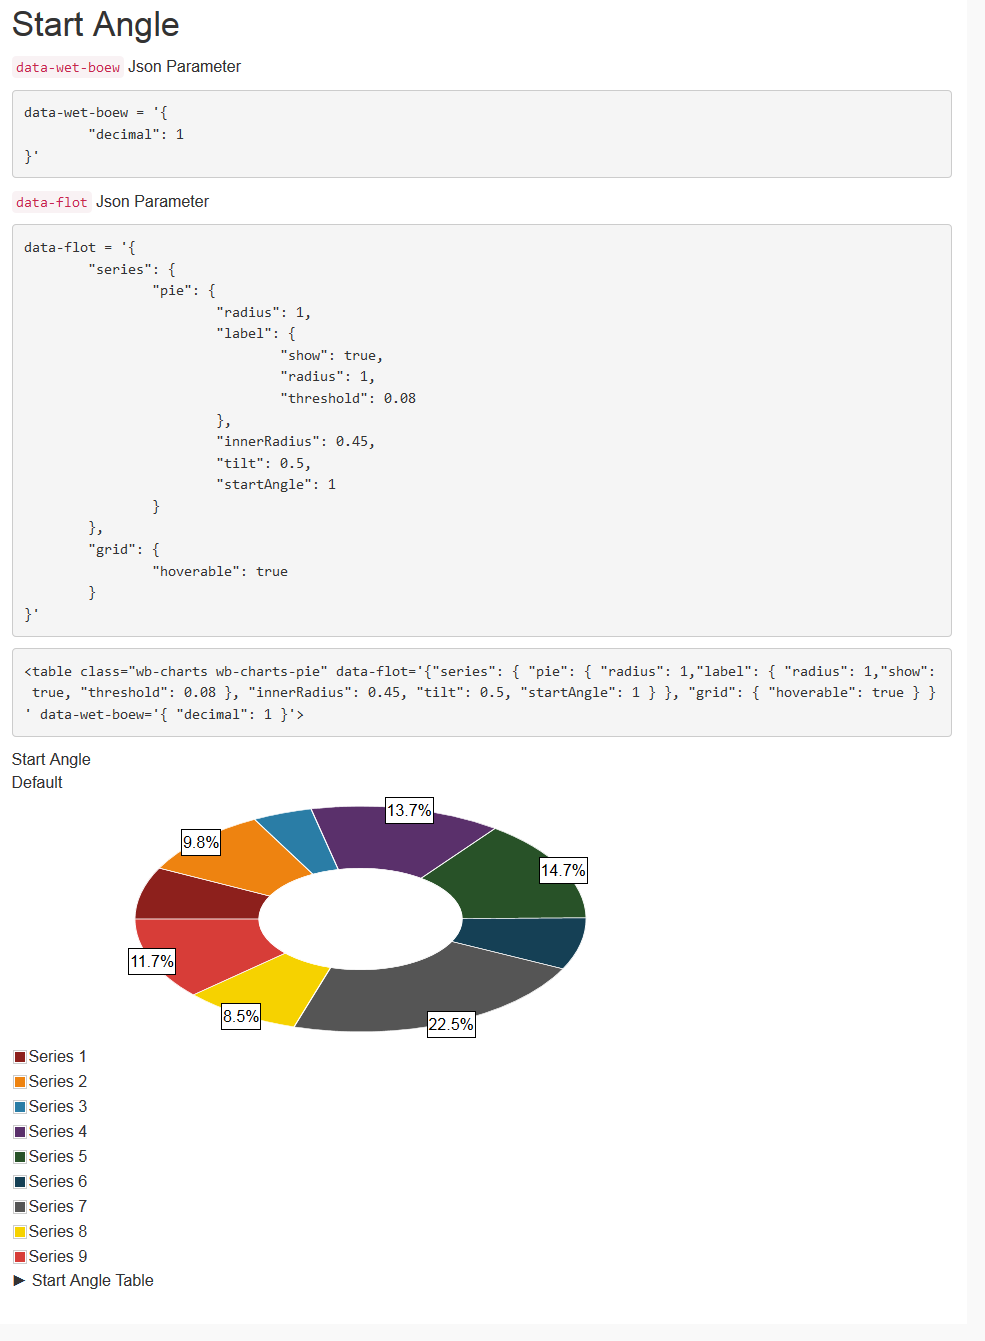 Start Angle
data-wet-boew Json Parameter
data-wet-boew = '{
"decimal": 1
}'
data-flot Json Parameter
data-flot = '{
"series": {
"pie": {
"radius": 1,
"label": {
"show": true,
"radius": 1,
"threshold": 0.08
},
"innerRadius": 0.45,
"tilt": 0.5,
"startAngle": 1
}
},
"grid": {
"hoverable": true
}
}'
<table class="wb-charts wb-charts-pie" data-flot='{"series": { "pie": { "radius": 1,"label": { "radius": 1,"show":
true, "threshold": 0.08 }, "innerRadius": 0.45, "tilt": 0.5, "startAngle": 1 } }, "grid": { "hoverable": true } }
' data-wet-boew='{ "decimal": 1 }'>
Start Angle
Default
13.7%
9.8%
14.7%
11.7%
8.5%
22.5%
Series 1
Series 2
Series 3
Series 4
Series 5
Series 6
Series 7
Series 8
Series 9
► Start Angle Table